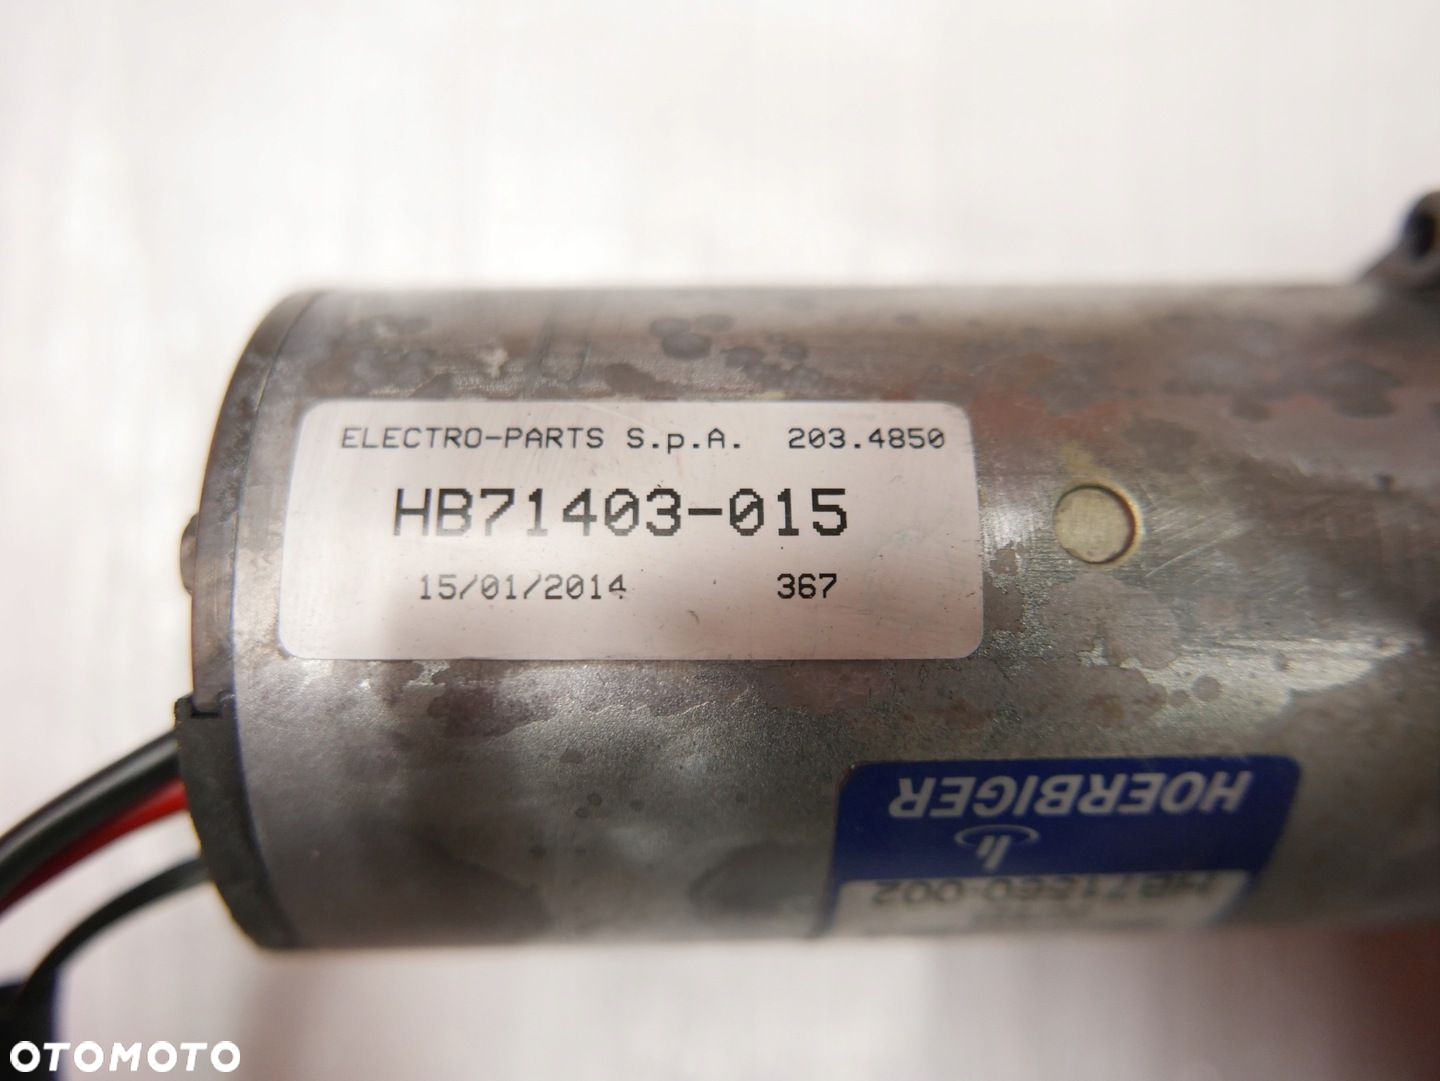 ELECTRO-PARTS S.p.A. 203.4850
HB71403-015
15/01/2014 367
HOERBIGER
OTOMOTO